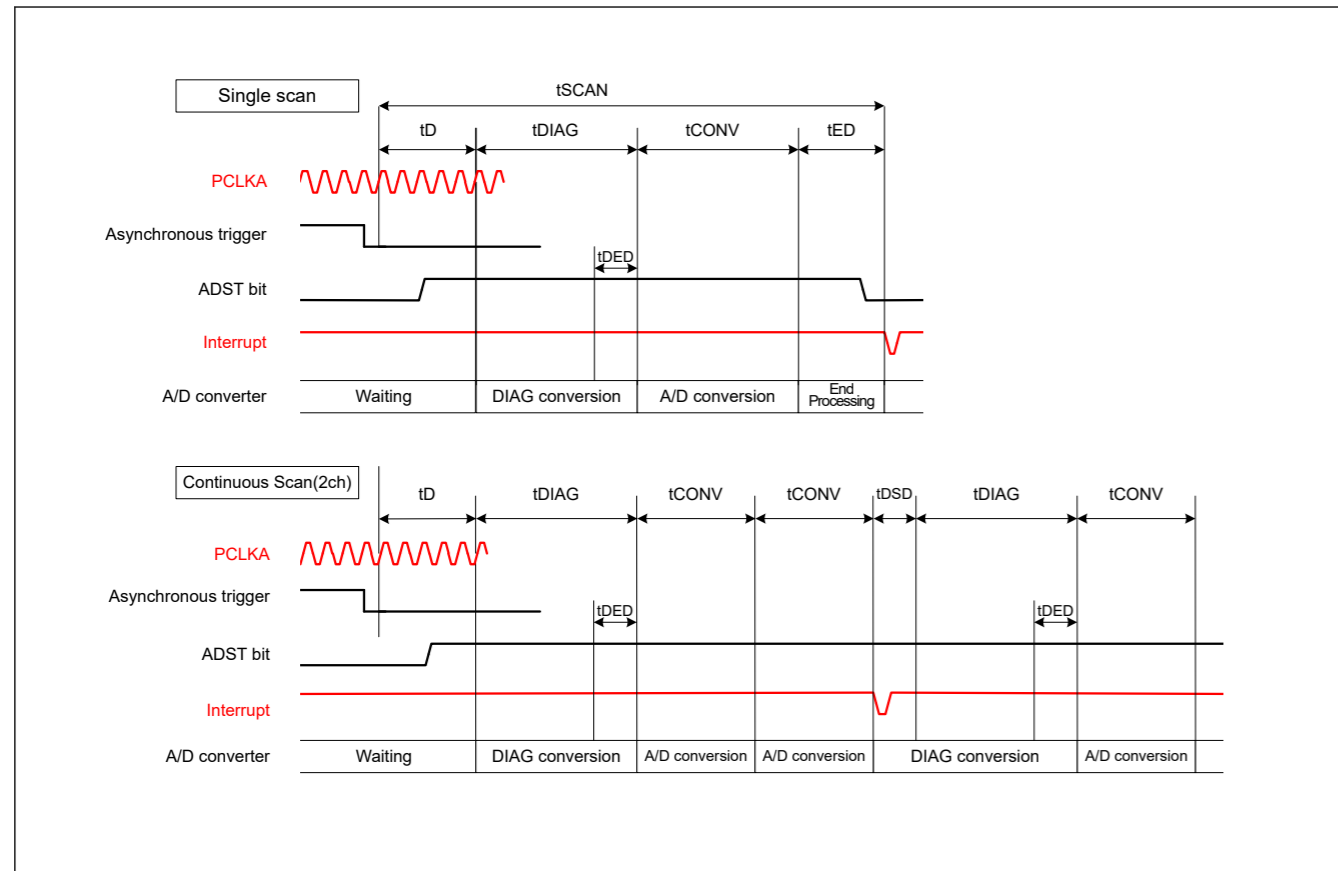 Single scan
tSCAN
tD tDIAG tCONV tED
PCLKA
Asynchronous trigger
tDED
ADST bit
Interrupt
A/D converter Waiting DIAG conversion A/D conversion End Processing
Continuous Scan(2ch)
tD tDIAG tCONV tCONV tDSD tDIAG tCONV
PCLKA
Asynchronous trigger
tDED tDED
ADST bit
Interrupt
A/D converter Waiting DIAG conversion A/D conversion A/D conversion DIAG conversion A/D conversion